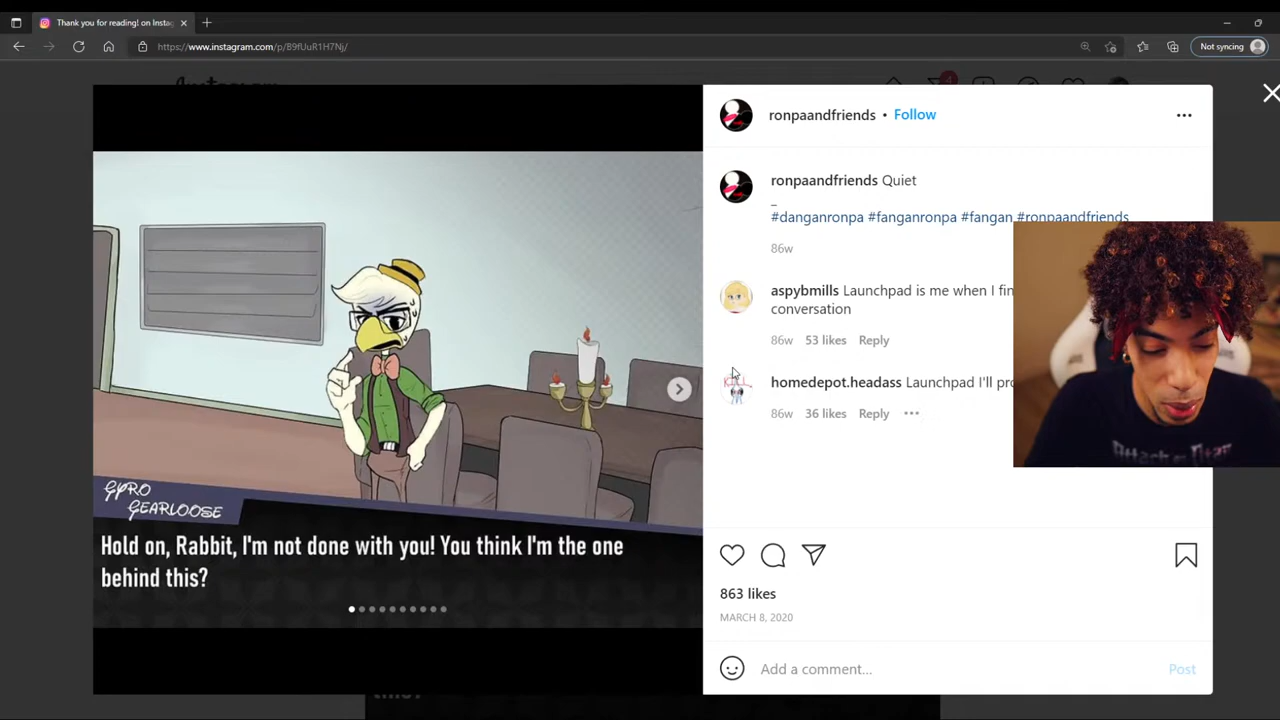 Thank you for reading! on Instag
https://www.instagram.com/p/B9fUuR1H7Nj/
Not syncing
4
ronpaandfriends • Follow
ronpaandfriends Quiet
_
#danganronpa #fanganronpa #fangan #ronpaandfriends
86w
aspybmills Launchpad is me when I fin
conversation
86w 53 likes Reply
homedepot.headass Launchpad I'll pro
86w 36 likes Reply
GYRO
GEARLOOSE
Hold on, Rabbit, I'm not done with you! You think I'm the one
behind this?
863 likes
MARCH 8, 2020
Add a comment... Post